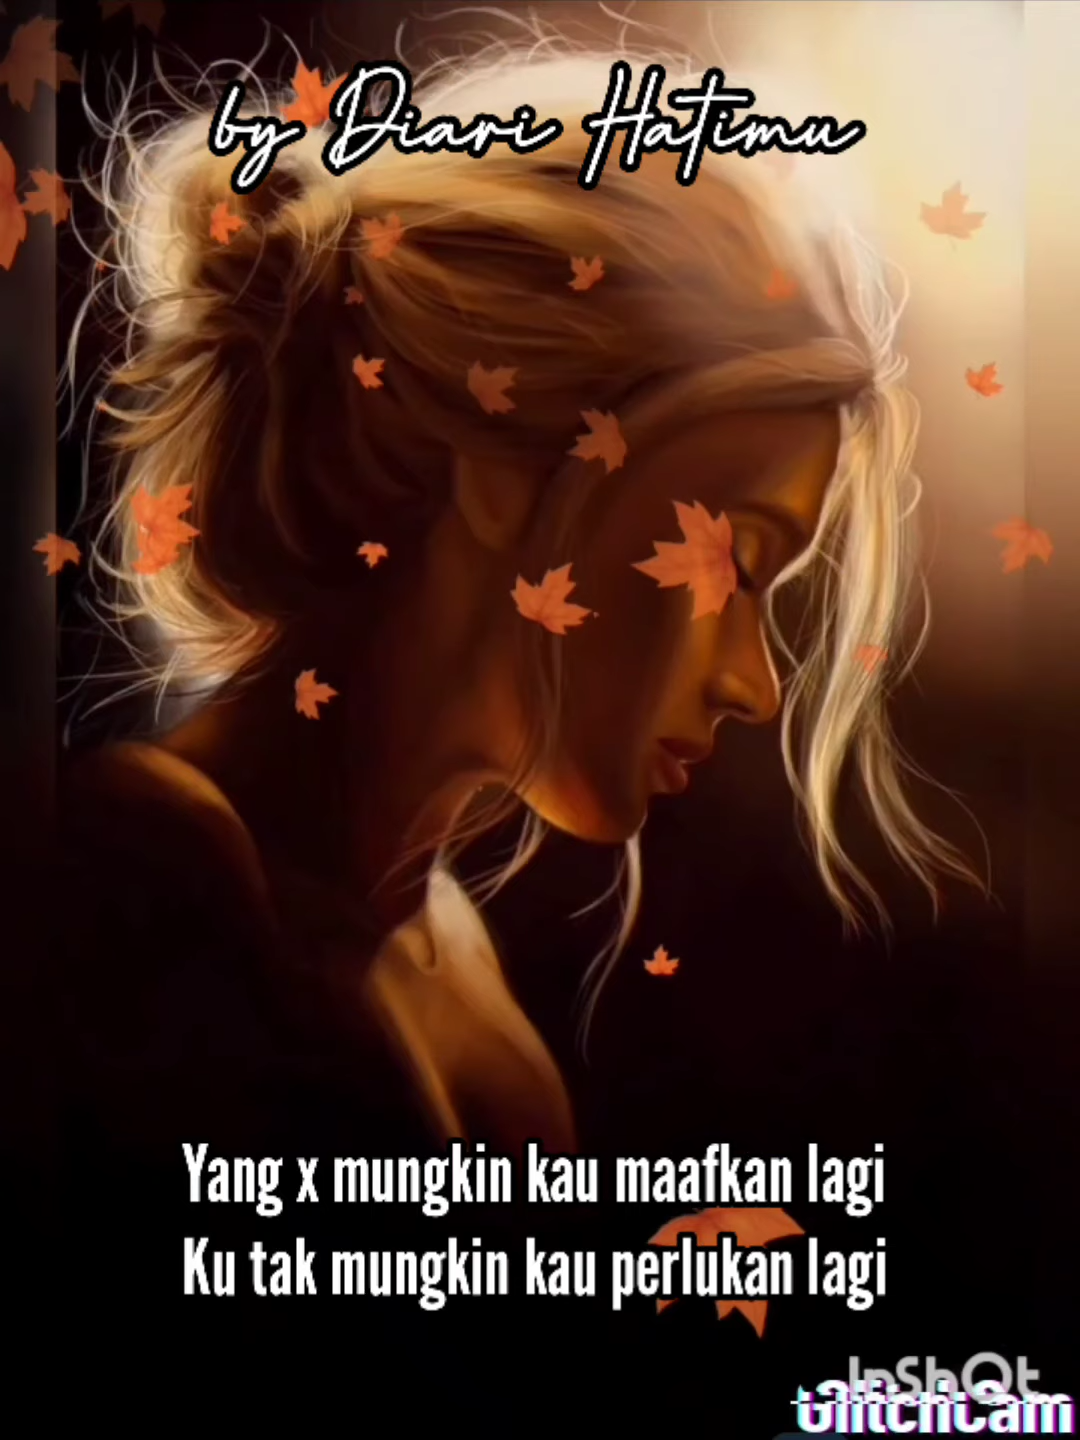 by Diari Hatimu
Yang x mungkin kau maafkan lagi
Ku tak mungkin kau perlukan lagi
InShOt
GlitchCam